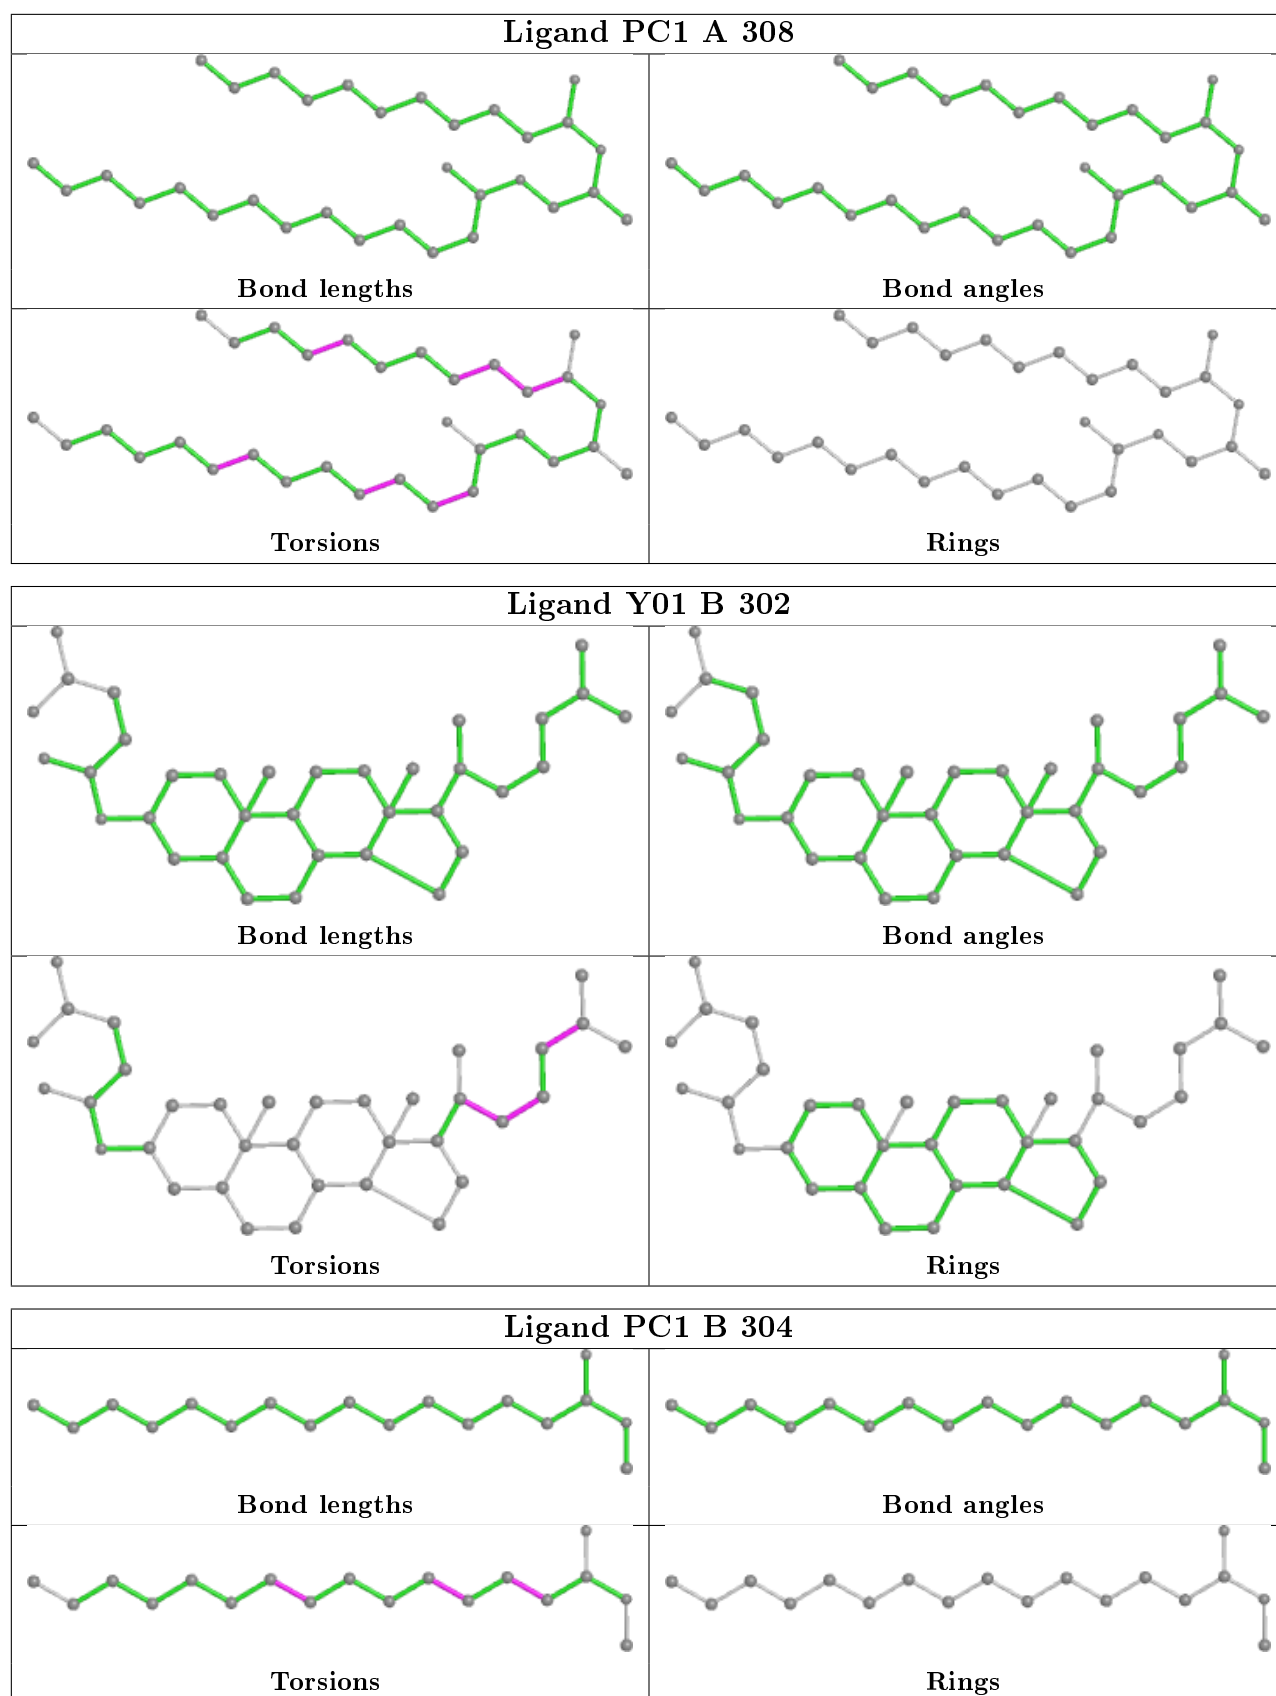 Ligand PC1 A 308
Bond lengths
Bond angles
Torsions
Rings
Ligand Y01 B 302
Bond lengths
Bond angles
Torsions
Rings
Ligand PC1 B 304
Bond lengths
Bond angles
Torsions
Rings